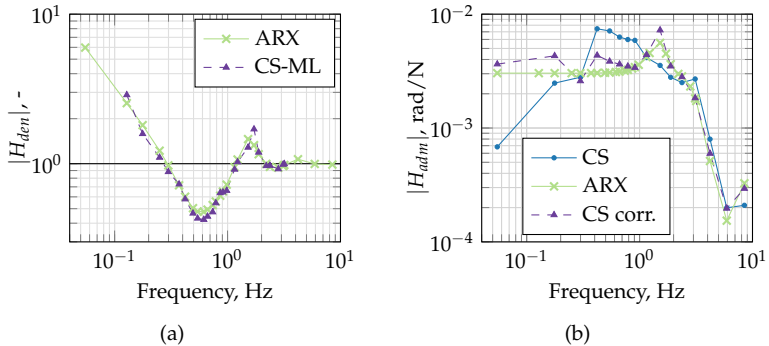 10^1
ARX
CS-ML
|H_den|, -
10^0
10^-1
10^0
10^1
Frequency, Hz
(a)
10^-2
|H_adm|, rad/N
10^-3
CS
ARX
CS corr.
10^-4
10^-1
10^0
10^1
Frequency, Hz
(b)